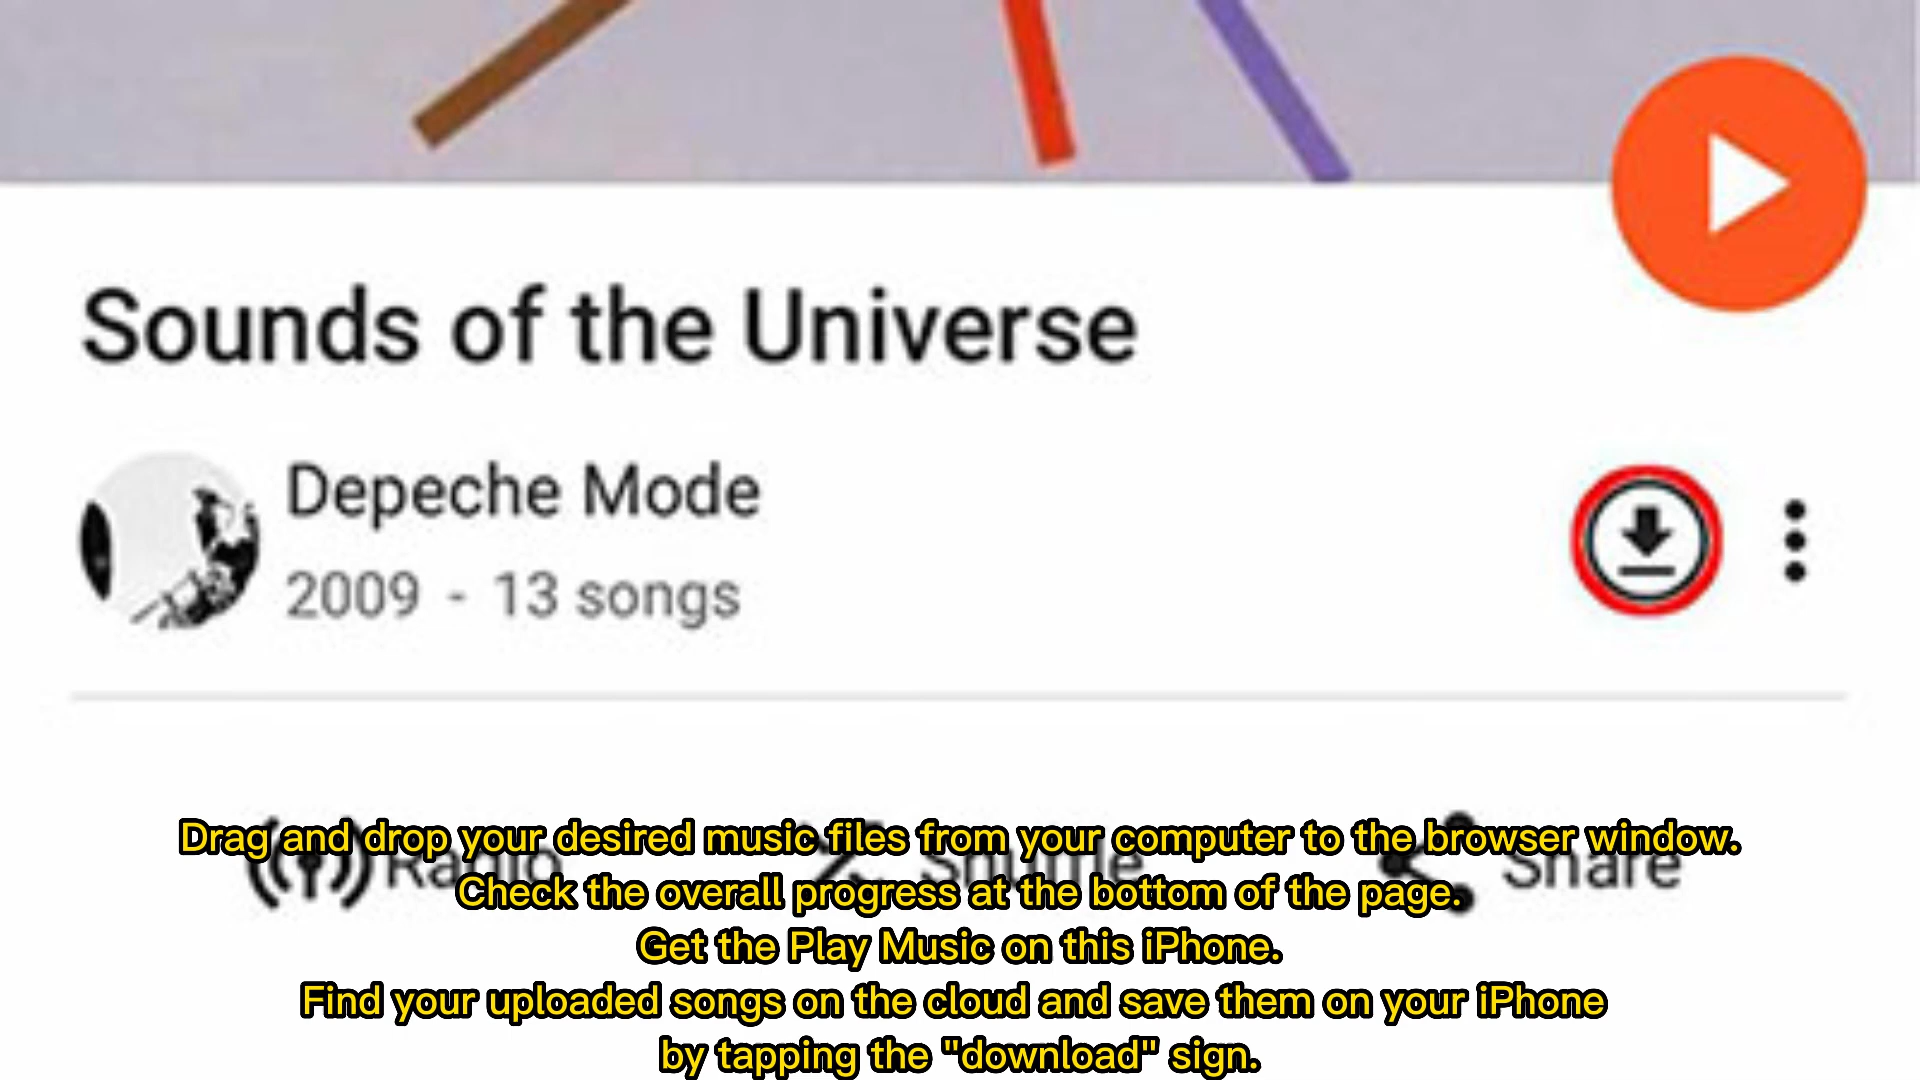 Sounds of the Universe
Depeche Mode
2009 - 13 songs
Radio Shuffle Share
Drag and drop your desired music files from your computer to the browser window.
Check the overall progress at the bottom of the page.
Get the Play Music on this iPhone.
Find your uploaded songs on the cloud and save them on your iPhone
by tapping the "download" sign.